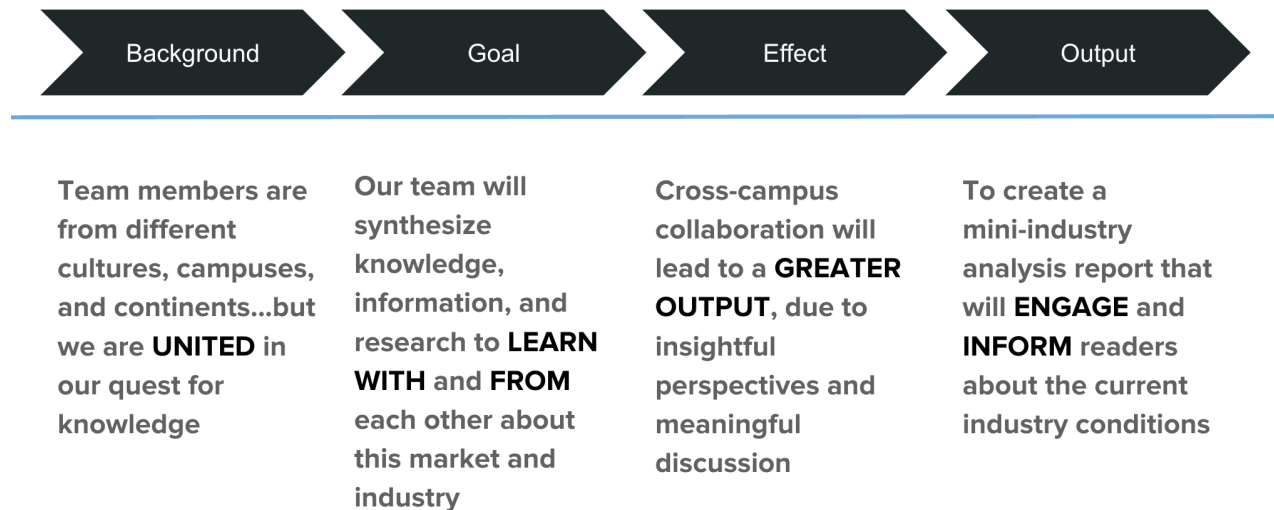 Background
Goal
Effect
Output
Team members are
from different
cultures, campuses,
and continents...but
we are UNITED in
our quest for
knowledge
Our team will
synthesize
knowledge,
information, and
research to LEARN
WITH and FROM
each other about
this market and
industry
Cross-campus
collaboration will
lead to a GREATER
OUTPUT, due to
insightful
perspectives and
meaningful
discussion
To create a
mini-industry
analysis report that
will ENGAGE and
INFORM readers
about the current
industry conditions